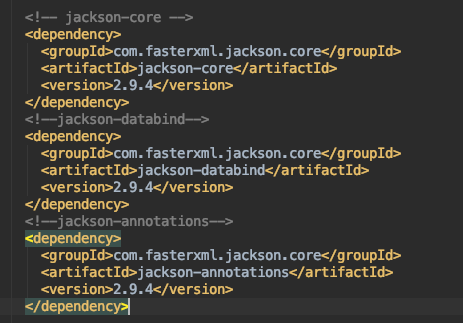 <!-- jackson-core -->
<dependency>
<groupId>com.fasterxml.jackson.core</groupId>
<artifactId>jackson-core</artifactId>
<version>2.9.4</version>
</dependency>
<!--jackson-databind-->
<dependency>
<groupId>com.fasterxml.jackson.core</groupId>
<artifactId>jackson-databind</artifactId>
<version>2.9.4</version>
</dependency>
<!--jackson-annotations-->
<dependency>
<groupId>com.fasterxml.jackson.core</groupId>
<artifactId>jackson-annotations</artifactId>
<version>2.9.4</version>
</dependency>